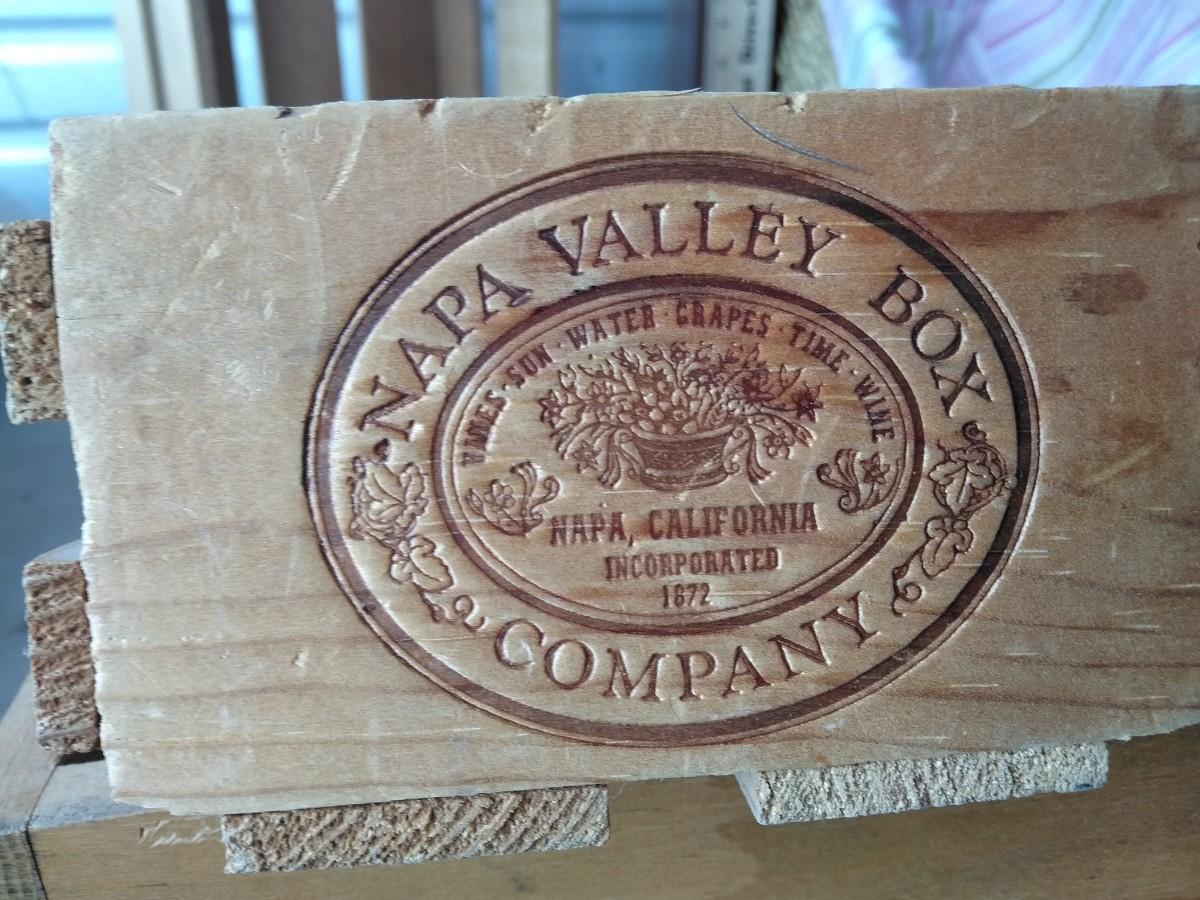 NAPA VALLEY BOX
VINES · SUN · WATER · GRAPES · TIME · WINE
NAPA, CALIFORNIA
INCORPORATED
1872
COMPANY